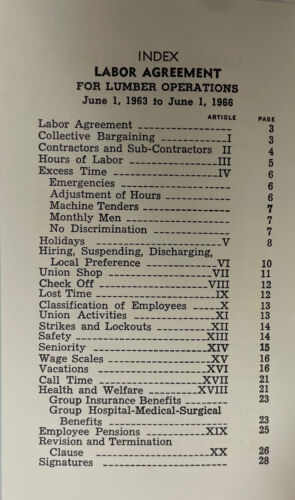 INDEX
LABOR AGREEMENT
FOR LUMBER OPERATIONS
June 1, 1963 to June 1, 1966
ARTICLE PAGE
Labor Agreement 3
Collective Bargaining I 3
Contractors and Sub-Contractors II 4
Hours of Labor III 5
Excess Time IV 6
Emergencies 6
Adjustment of Hours 6
Machine Tenders 7
Monthly Men 7
No Discrimination 7
Holidays V 8
Hiring, Suspending, Discharging,
Local Preference VI 10
Union Shop VII 11
Check Off VIII 12
Lost Time IX 12
Classification of Employees X 13
Union Activities XI 13
Strikes and Lockouts XII 14
Safety XIII 14
Seniority XIV 15
Wage Scales XV 16
Vacations XVI 16
Call Time XVII 21
Health and Welfare XVIII 21
Group Insurance Benefits 23
Group Hospital-Medical-Surgical
Benefits 23
Employee Pensions XIX 25
Revision and Termination
Clause XX 26
Signatures 28